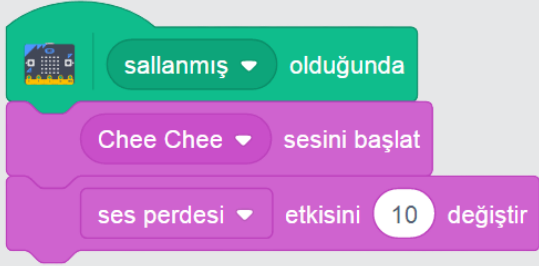 sallanmış olduğunda
Chee Chee sesini başlat
ses perdesi etkisini 10 değiştir